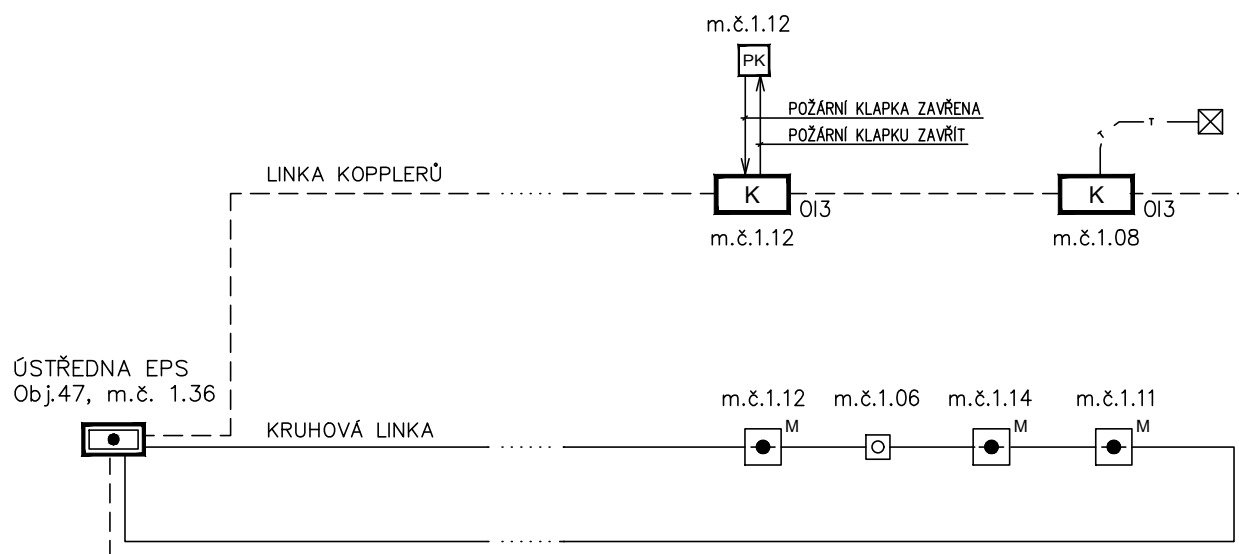 m.č.1.12
PK
POŽÁRNÍ KLAPKA ZAVŘENA
POŽÁRNÍ KLAPKU ZAVŘÍT
T
T
LINKA KOPPLERŮ
K
OI3
K
OI3
m.č.1.12
m.č.1.08
ÚSTŘEDNA EPS
Obj.47, m.č. 1.36
m.č.1.12
m.č.1.06
m.č.1.14
m.č.1.11
KRUHOVÁ LINKA
M
M
M